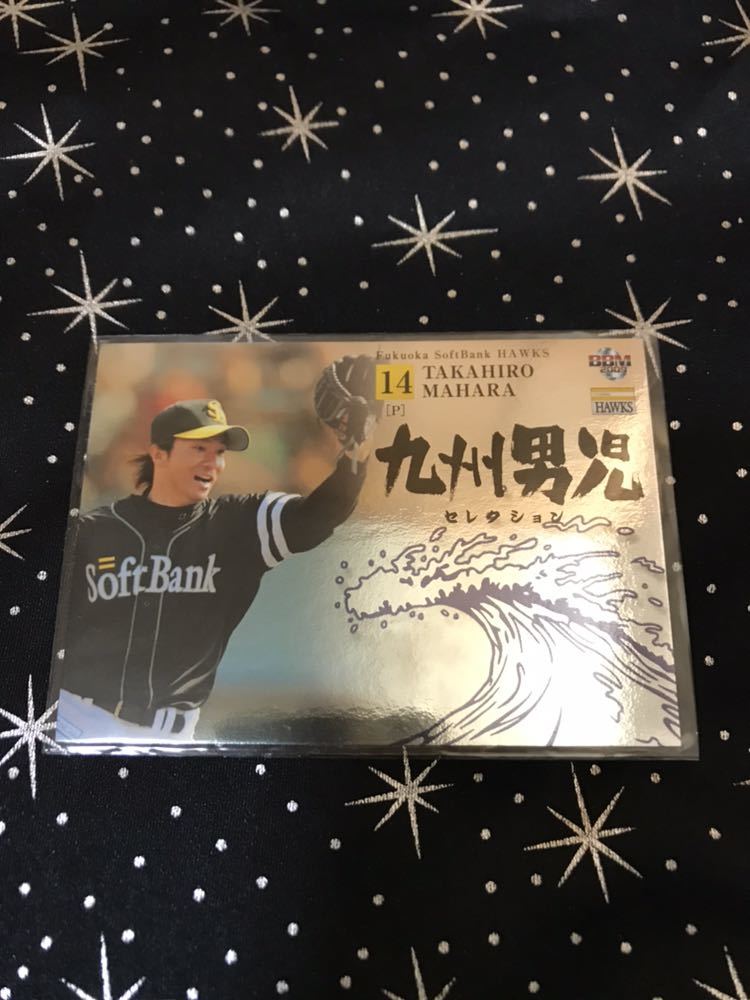 Fukuoka SoftBank HAWKS
14 TAKAHIRO
MAHARA
[P]
BBM
2009
HAWKS
九州男児
セレクション
SoftBank